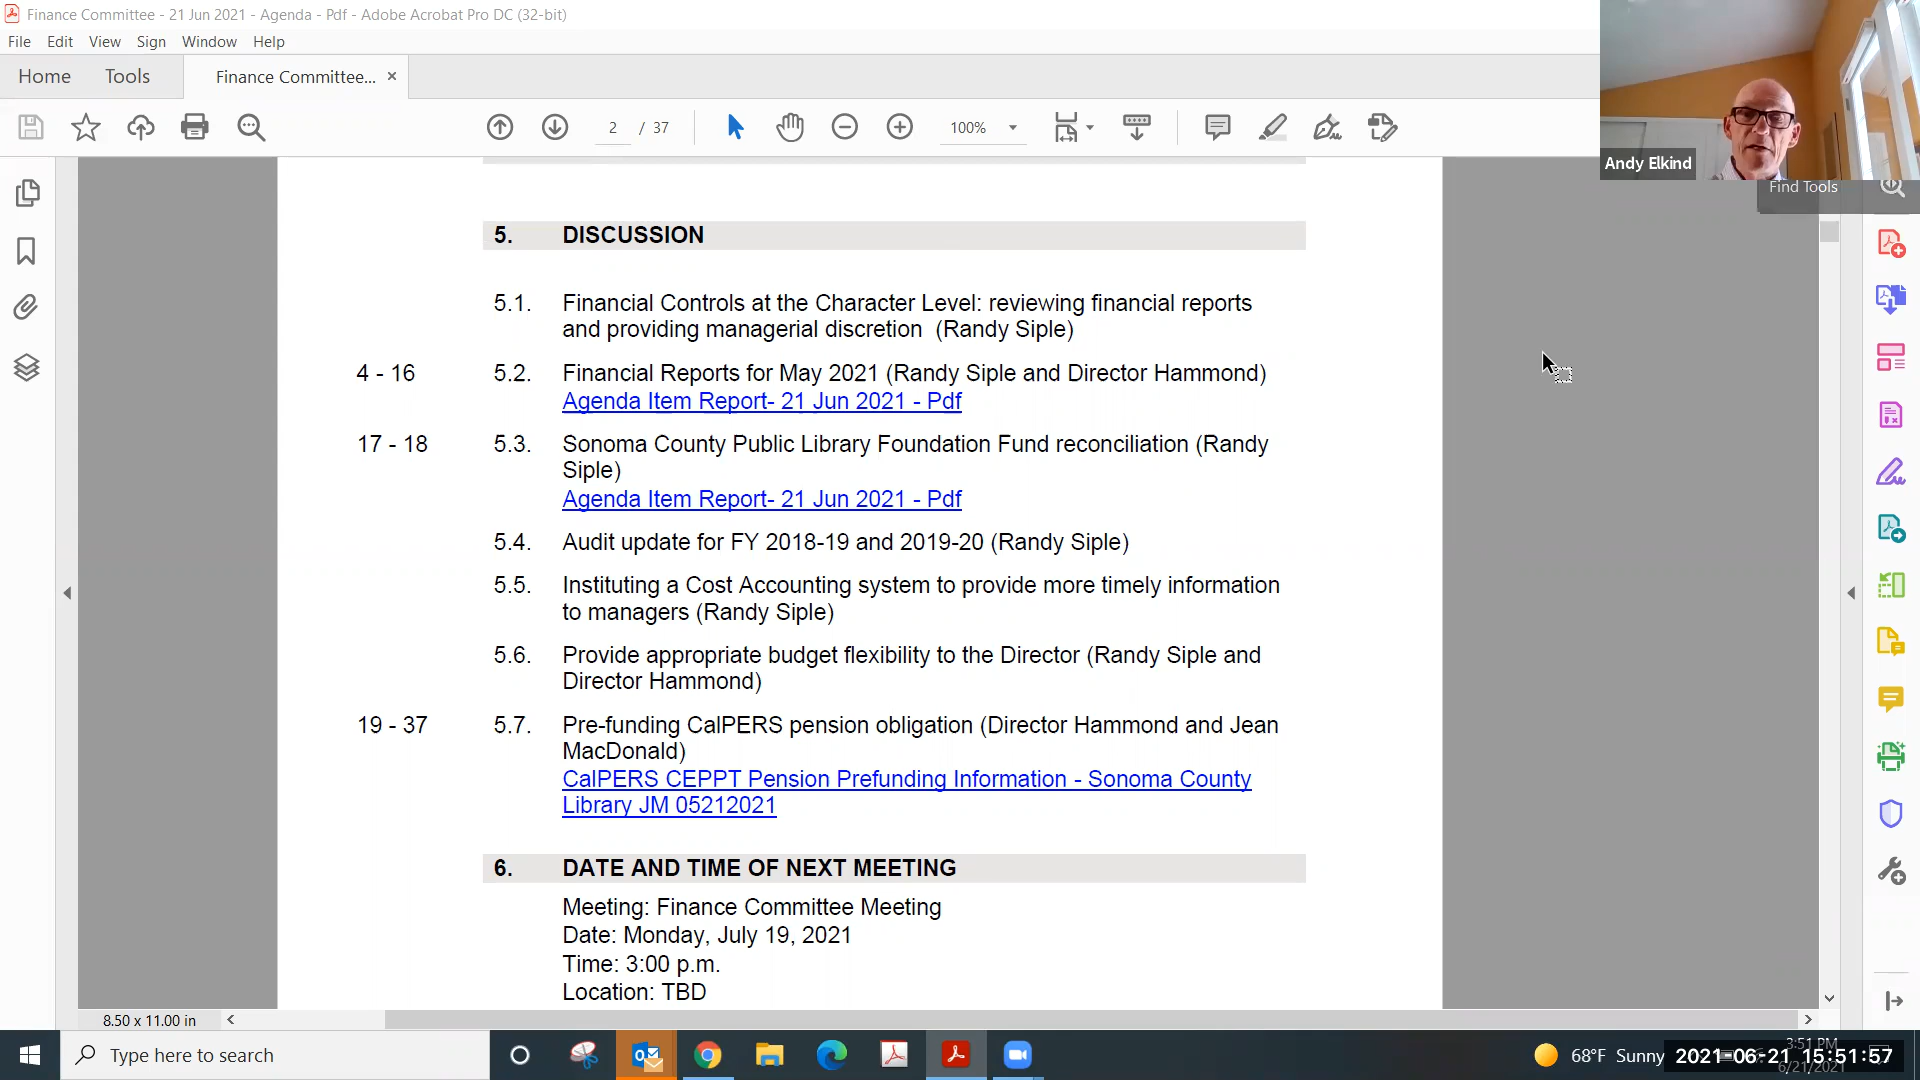 Finance Committee - 21 Jun 2021 - Agenda - Pdf - Adobe Acrobat Pro DC (32-bit)
File Edit View Sign Window Help
Home Tools Finance Committee... ×
2 / 37 100%
Andy Elkind
Find Tools
5. DISCUSSION
5.1. Financial Controls at the Character Level: reviewing financial reports
and providing managerial discretion (Randy Siple)
4 - 16 5.2. Financial Reports for May 2021 (Randy Siple and Director Hammond)
Agenda Item Report- 21 Jun 2021 - Pdf
17 - 18 5.3. Sonoma County Public Library Foundation Fund reconciliation (Randy
Siple)
Agenda Item Report- 21 Jun 2021 - Pdf
5.4. Audit update for FY 2018-19 and 2019-20 (Randy Siple)
5.5. Instituting a Cost Accounting system to provide more timely information
to managers (Randy Siple)
5.6. Provide appropriate budget flexibility to the Director (Randy Siple and
Director Hammond)
19 - 37 5.7. Pre-funding CalPERS pension obligation (Director Hammond and Jean
MacDonald)
CalPERS CEPPT Pension Prefunding Information - Sonoma County
Library JM 05212021
6. DATE AND TIME OF NEXT MEETING
Meeting: Finance Committee Meeting
Date: Monday, July 19, 2021
Time: 3:00 p.m.
Location: TBD
8.50 x 11.00 in
Type here to search
68°F Sunny
3:51 PM
2021-06-21 15:51:57
6/21/2021